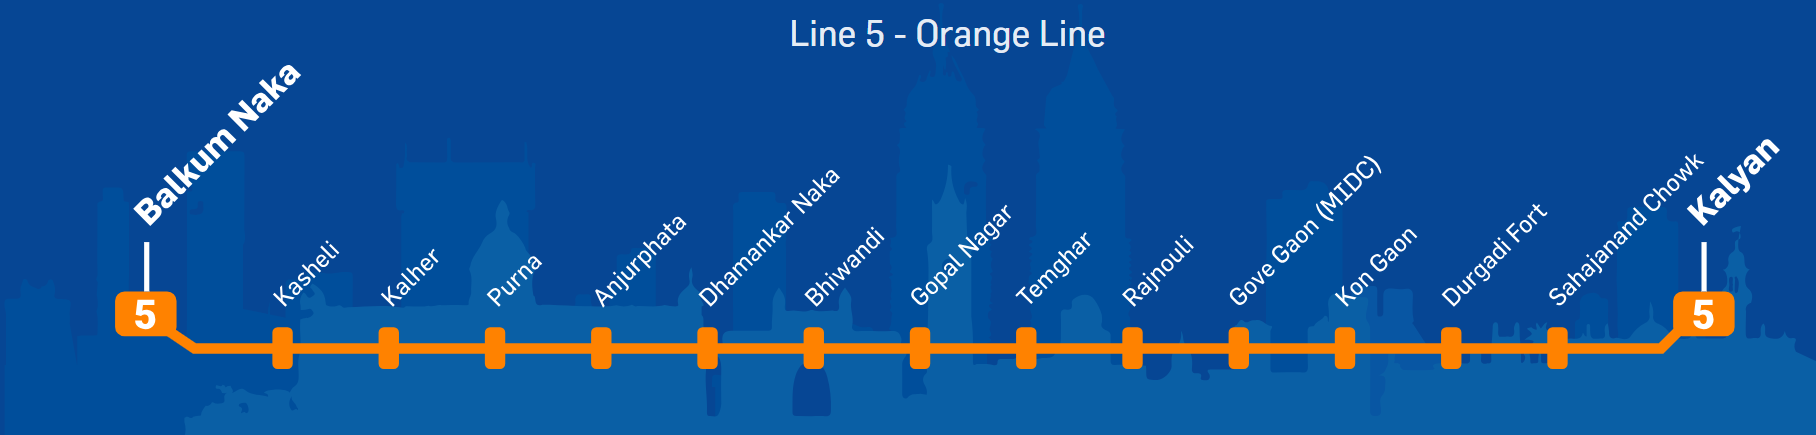 Line 5 - Orange Line
Balkum Naka
5
Kasheli
Kalher
Purna
Anjurphata
Dhamankar Naka
Bhiwandi
Gopal Nagar
Temghar
Rajnouli
Gove Gaon (MIDC)
Kon Gaon
Durgadi Fort
Sahajanand Chowk
Kalyan
5